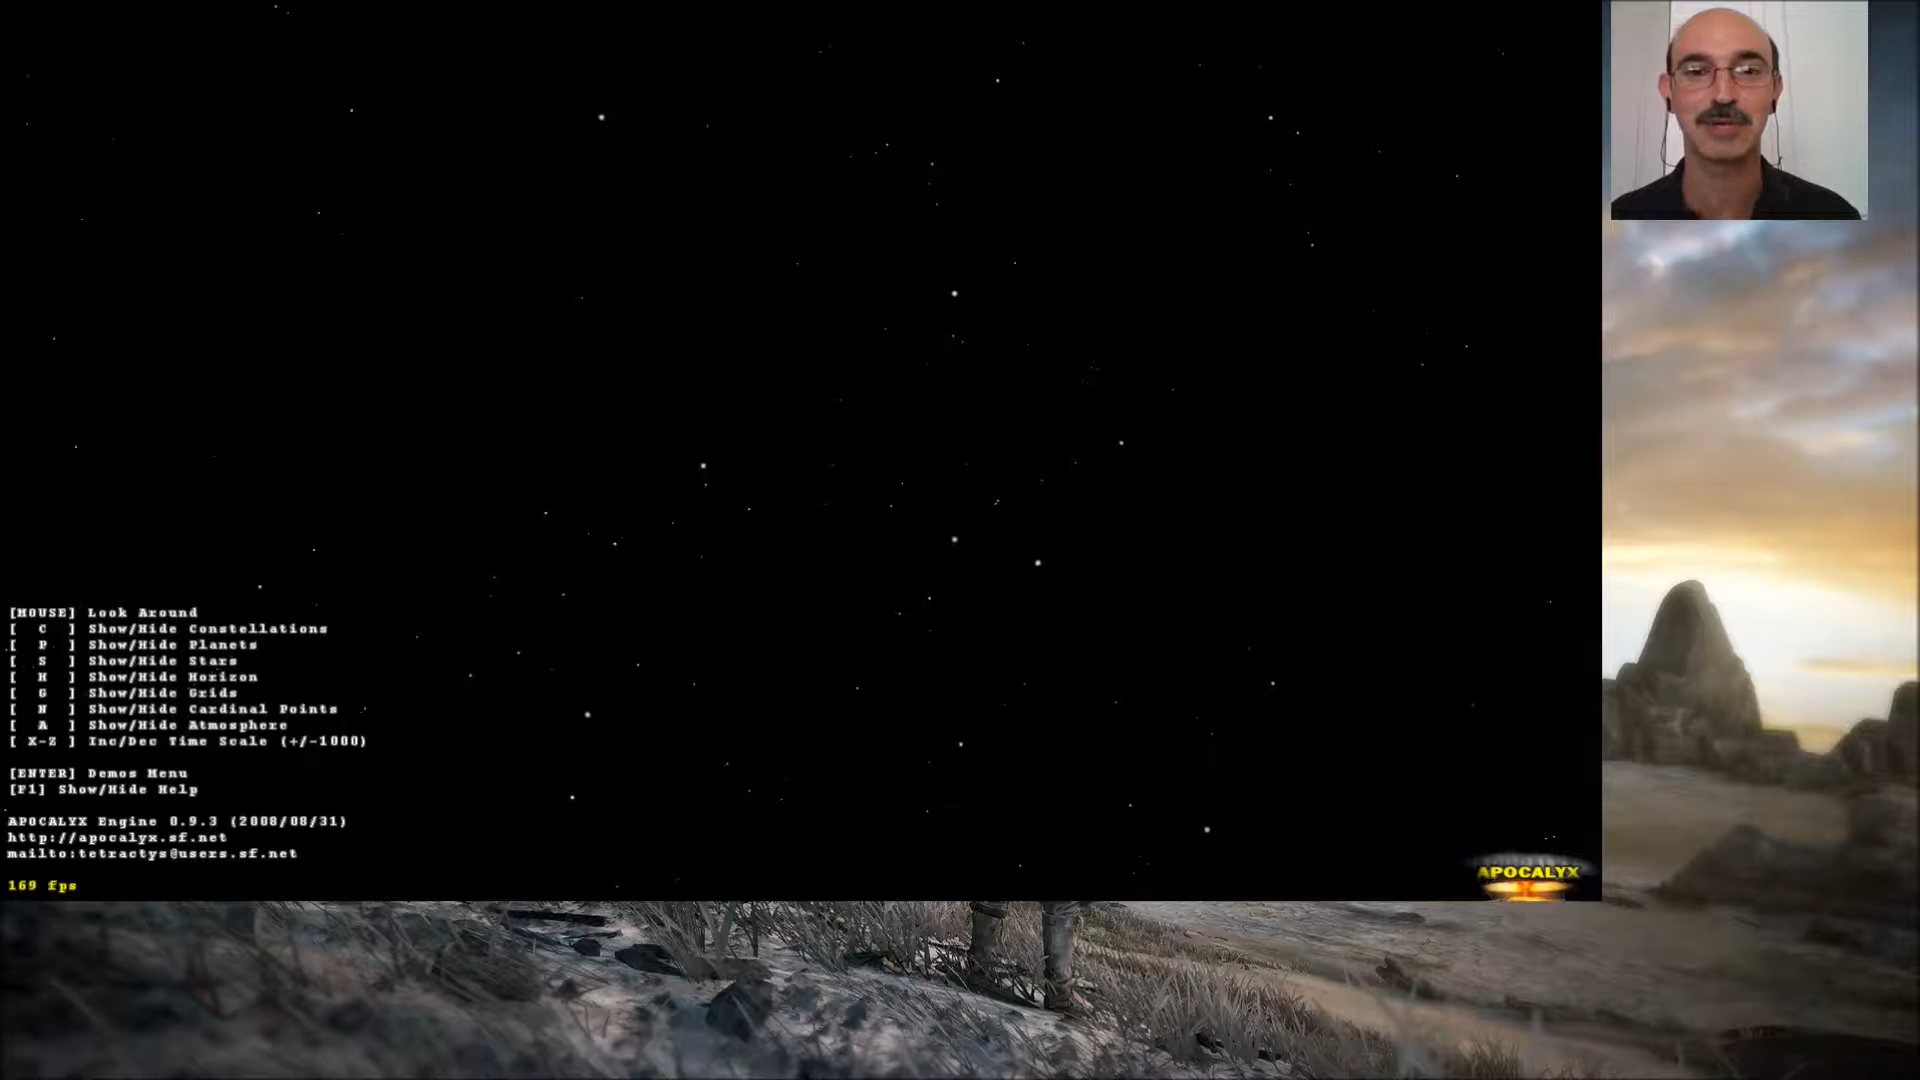 [MOUSE] Look Around
[ C ] Show/Hide Constellations
[ P ] Show/Hide Planets
[ S ] Show/Hide Stars
[ H ] Show/Hide Horizon
[ G ] Show/Hide Grids
[ N ] Show/Hide Cardinal Points
[ A ] Show/Hide Atmosphere
[ X-Z ] Inc/Dec Time Scale (+/-1000)
[ENTER] Demos Menu
[F1] Show/Hide Help
APOCALYX Engine 0.9.3 (2008/08/31)
http://apocalyx.sf.net
mailto:tetractys@users.sf.net
169 fps
APOCALYX